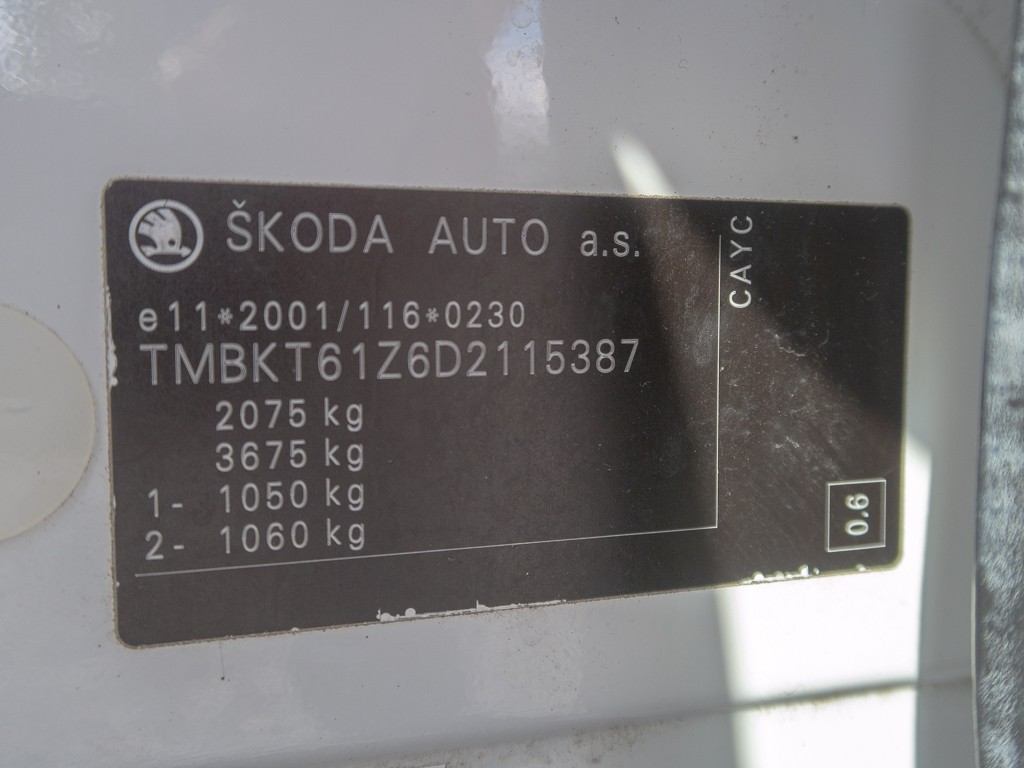 ŠKODA AUTO a.s.
e11*2001/116*0230
TMBKT61Z6D2115387
2075 kg
3675 kg
1- 1050 kg
2- 1060 kg
CAYC
0.6